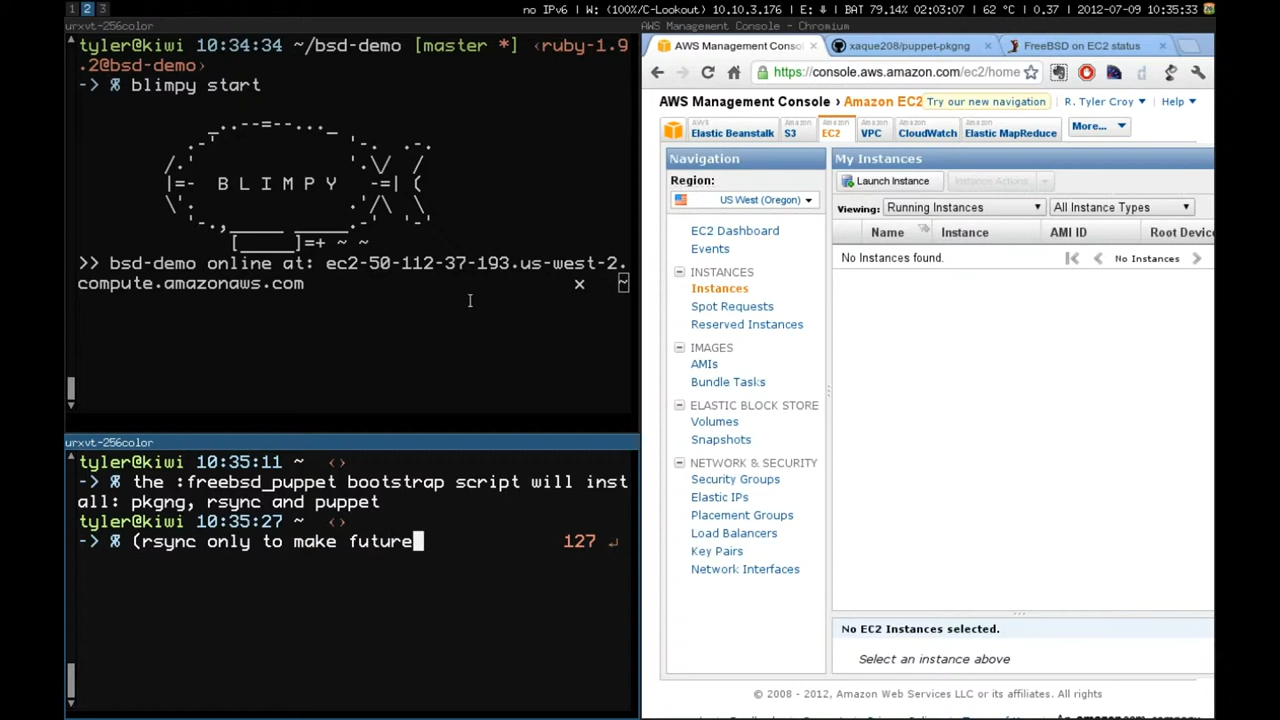 1 2 3
no IPv6 | W: (100%/C-Lookout) 10.10.3.176 | E: | BAT 79.14% 02:03:07 | 62 °C | 0.37 | 2012-07-09 10:35:33
urxvt-256color
tyler@kiwi 10:34:34 ~/bsd-demo [master *] ‹ruby-1.9
.2@bsd-demo›
-> % blimpy start
B L I M P Y
>> bsd-demo online at: ec2-50-112-37-193.us-west-2.
compute.amazonaws.com x ~
urxvt-256color
tyler@kiwi 10:35:11 ~ ‹›
-> % the :freebsd_puppet bootstrap script will inst
all: pkgng, rsync and puppet
tyler@kiwi 10:35:27 ~ ‹›
-> % (rsync only to make future 127 ↵
AWS Management Console - Chromium
AWS Management Consol
xaque208/puppet-pkgng
FreeBSD on EC2 status
https://console.aws.amazon.com/ec2/home
AWS Management Console › Amazon EC2
Try our new navigation
R. Tyler Croy
Help
AWS
Elastic Beanstalk
Amazon
S3
Amazon
EC2
Amazon
VPC
Amazon
CloudWatch
Amazon
Elastic MapReduce
More...
Navigation
Region:
US West (Oregon)
EC2 Dashboard
Events
INSTANCES
Instances
Spot Requests
Reserved Instances
IMAGES
AMIs
Bundle Tasks
ELASTIC BLOCK STORE
Volumes
Snapshots
NETWORK & SECURITY
Security Groups
Elastic IPs
Placement Groups
Load Balancers
Key Pairs
Network Interfaces
My Instances
Launch Instance
Instance Actions
Viewing: Running Instances All Instance Types
Name Instance AMI ID Root Device
No Instances found. No Instances
No EC2 Instances selected.
Select an instance above
© 2008 - 2012, Amazon Web Services LLC or its affiliates. All rights